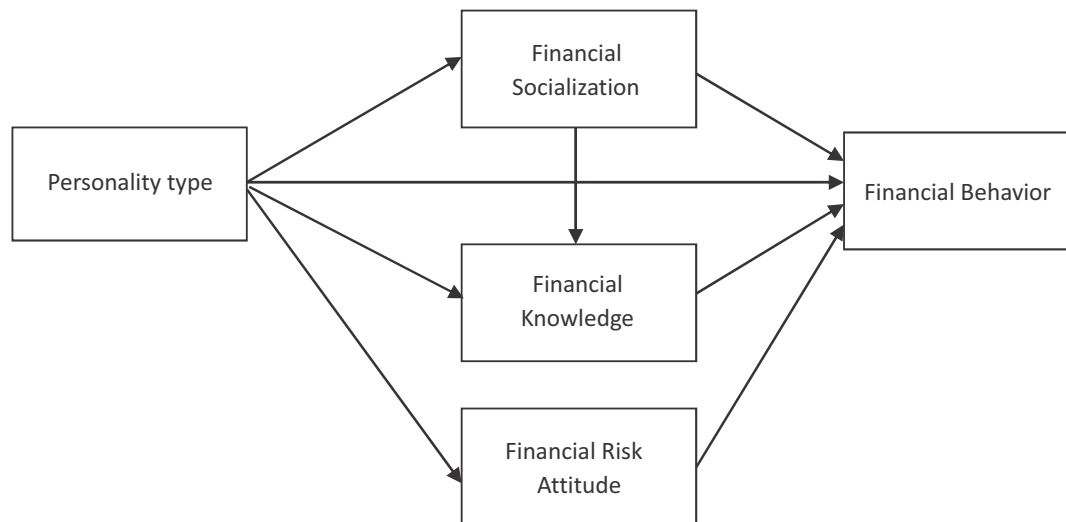 Financial
Socialization
Personality type
Financial Behavior
Financial
Knowledge
Financial Risk
Attitude